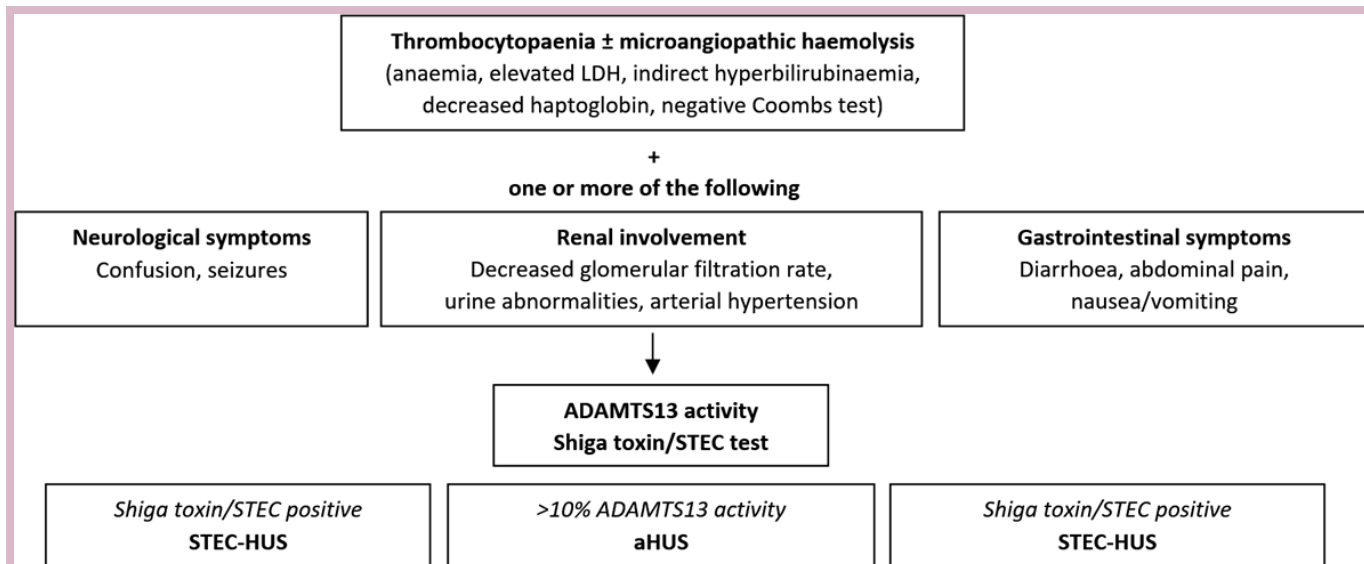 Thrombocytopaenia ± microangiopathic haemolysis
(anaemia, elevated LDH, indirect hyperbilirubinaemia,
decreased haptoglobin, negative Coombs test)
+
one or more of the following
Neurological symptoms
Confusion, seizures
Renal involvement
Decreased glomerular filtration rate,
urine abnormalities, arterial hypertension
Gastrointestinal symptoms
Diarrhoea, abdominal pain,
nausea/vomiting
ADAMTS13 activity
Shiga toxin/STEC test
Shiga toxin/STEC positive
STEC-HUS
>10% ADAMTS13 activity
aHUS
Shiga toxin/STEC positive
STEC-HUS